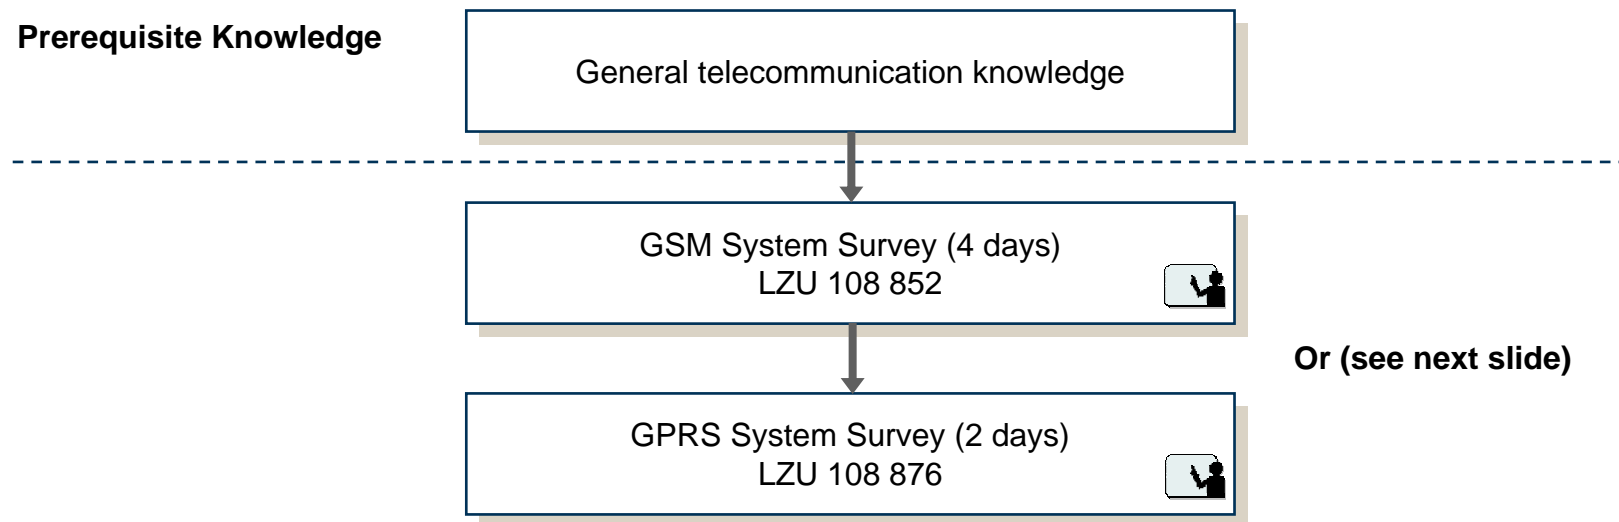 Prerequisite Knowledge
General telecommunication knowledge
GSM System Survey (4 days)
LZU 108 852
Or (see next slide)
GPRS System Survey (2 days)
LZU 108 876